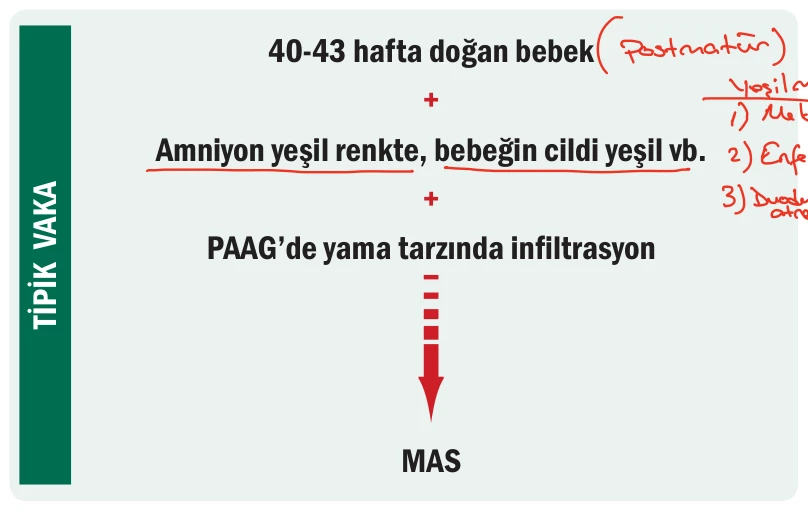 TİPİK VAKA
40-43 hafta doğan bebek (Postmatür)
+
Amniyon yeşil renkte, bebeğin cildi yeşil vb.
+
PAAG’de yama tarzında infiltrasyon
MAS
1)
2)
3)